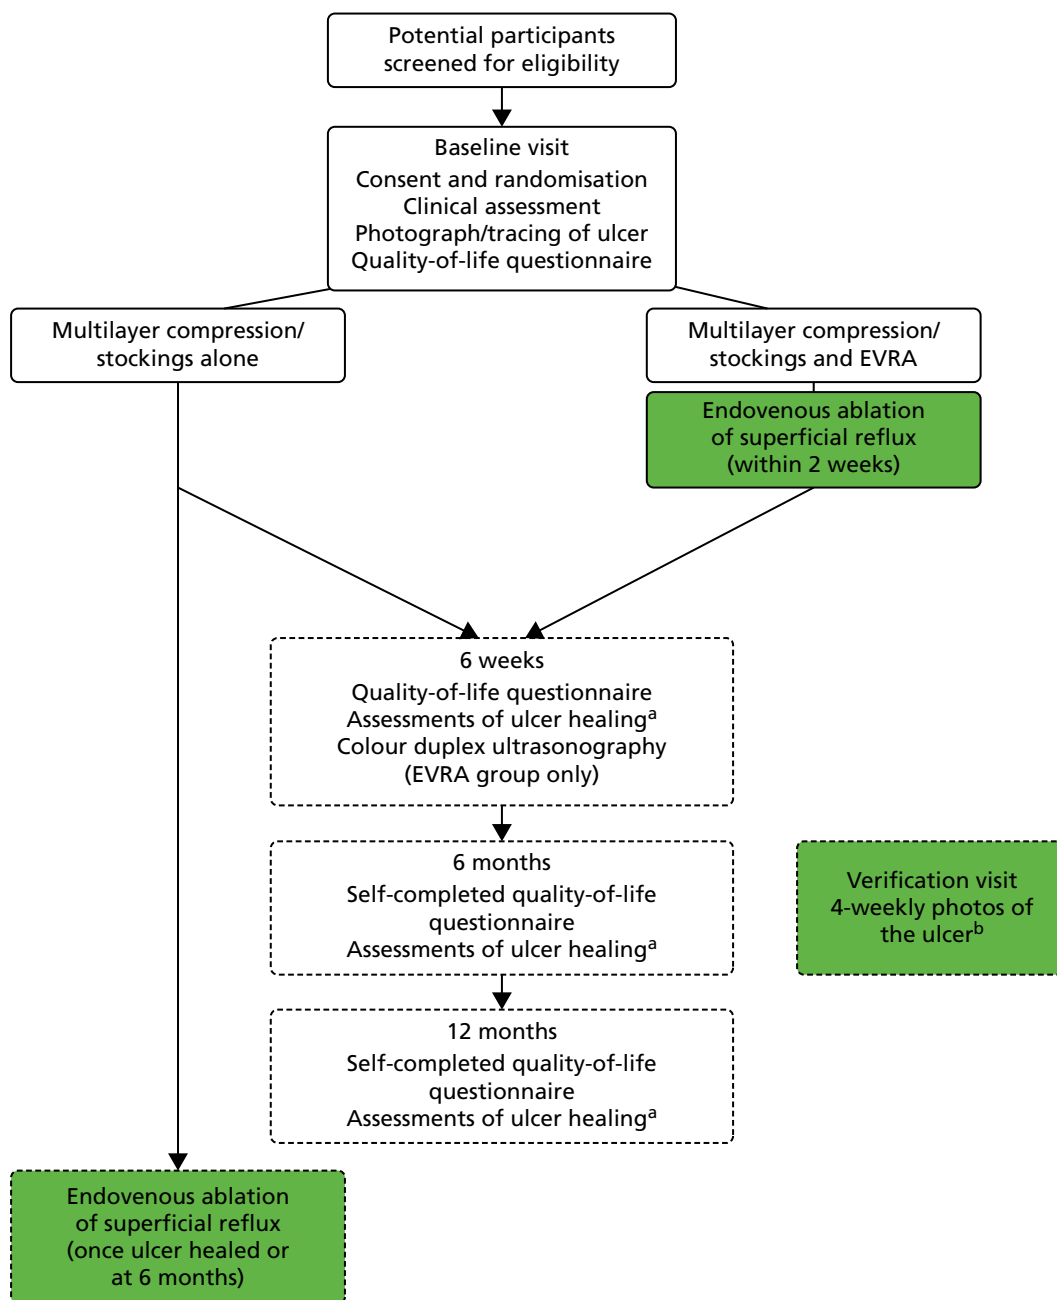 Potential participants
screened for eligibility
Baseline visit
Consent and randomisation
Clinical assessment
Photograph/tracing of ulcer
Quality-of-life questionnaire
Multilayer compression/
stockings alone
Multilayer compression/
stockings and EVRA
Endovenous ablation
of superficial reflux
(within 2 weeks)
6 weeks
Quality-of-life questionnaire
Assessments of ulcer healingᵃ
Colour duplex ultrasonography
(EVRA group only)
6 months
Self-completed quality-of-life
questionnaire
Assessments of ulcer healingᵃ
Verification visit
4-weekly photos of
the ulcerᵇ
12 months
Self-completed quality-of-life
questionnaire
Assessments of ulcer healingᵃ
Endovenous ablation
of superficial reflux
(once ulcer healed or
at 6 months)